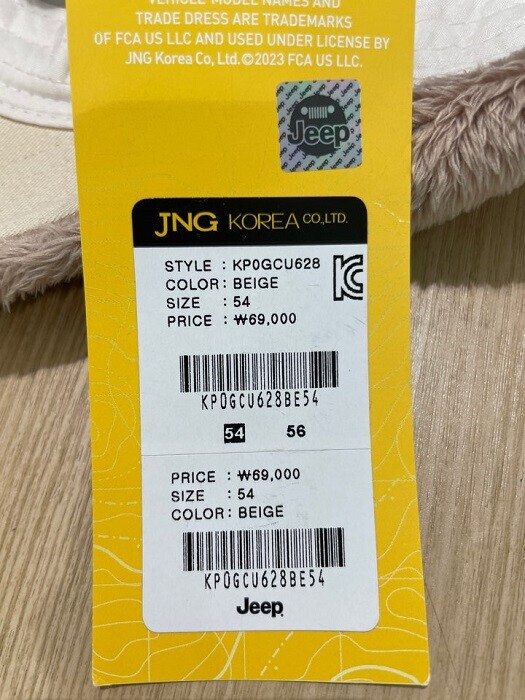 VEHICLE MODEL NAMES AND
TRADE DRESS ARE TRADEMARKS
OF FCA US LLC AND USED UNDER LICENSE BY
JNG Korea Co, Ltd.©2023 FCA US LLC.
Jeep
JNG KOREA CO.,LTD.
STYLE : KP0GCU628
COLOR : BEIGE
SIZE : 54
PRICE : ₩69,000
KP0GCU628BE54
54 56
PRICE : ₩69,000
SIZE : 54
COLOR : BEIGE
KP0GCU628BE54
Jeep